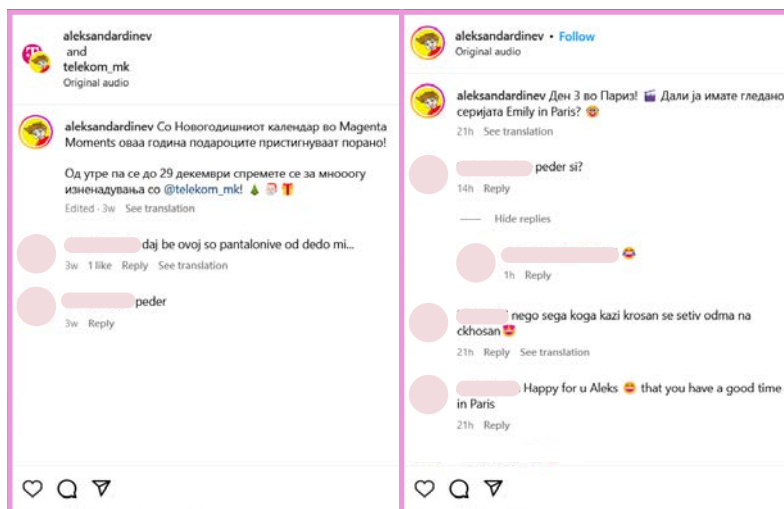 aleksandardinev
and
telekom_mk
Original audio
aleksandardinev Со Новогодишниот календар во Magenta
Moments оваа година подароците пристигнуваат порано!
Од утре па се до 29 декември спремете се за мнооогу
изненадувања со @telekom_mk!
Edited · 3w See translation
daj be ovoj so pantalonive od dedo mi...
3w 1 like Reply See translation
peder
3w Reply
aleksandardinev • Follow
Original audio
aleksandardinev Ден 3 во Париз! Дали ја имате гледано
серијата Emily in Paris?
21h See translation
peder si?
14h Reply
Hide replies
1h Reply
nego sega koga kazi krosan se setiv odma na
ckhosan
21h Reply See translation
Happy for u Aleks that you have a good time
in Paris
21h Reply